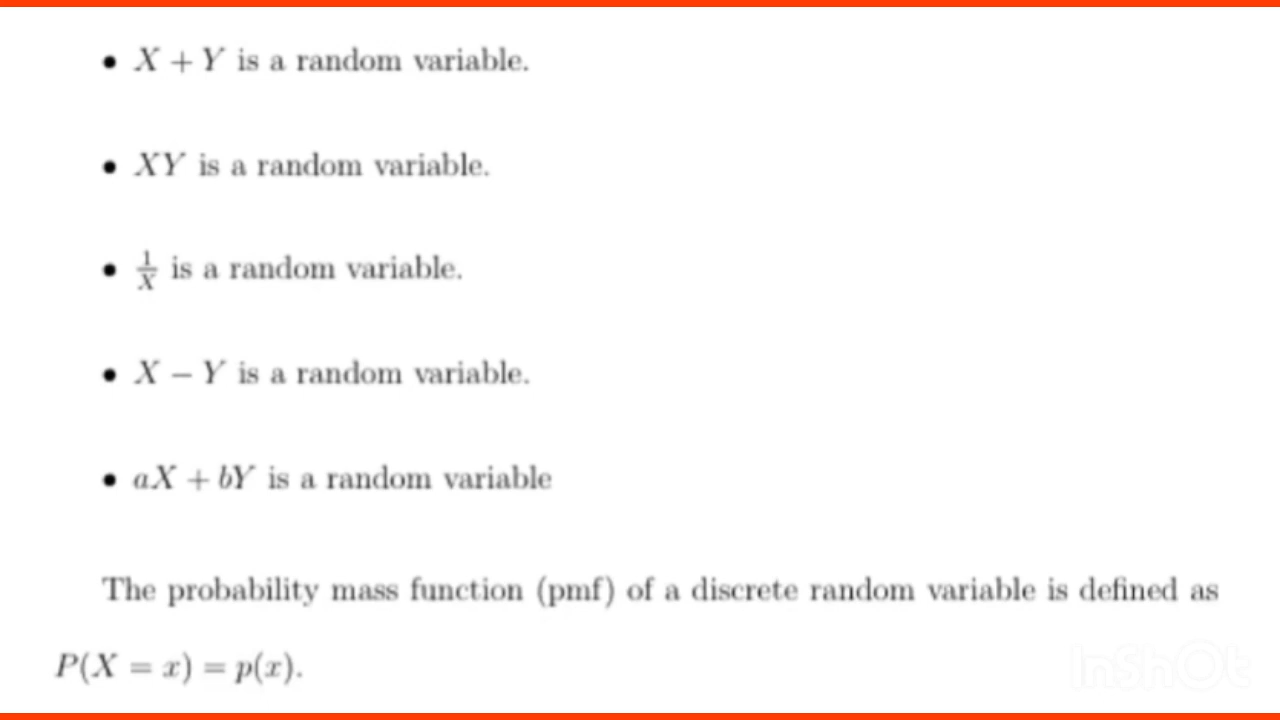 • X + Y is a random variable.
• XY is a random variable.
• 1/X is a random variable.
• X − Y is a random variable.
• aX + bY is a random variable
The probability mass function (pmf) of a discrete random variable is defined as
P(X = x) = p(x).
InShOt